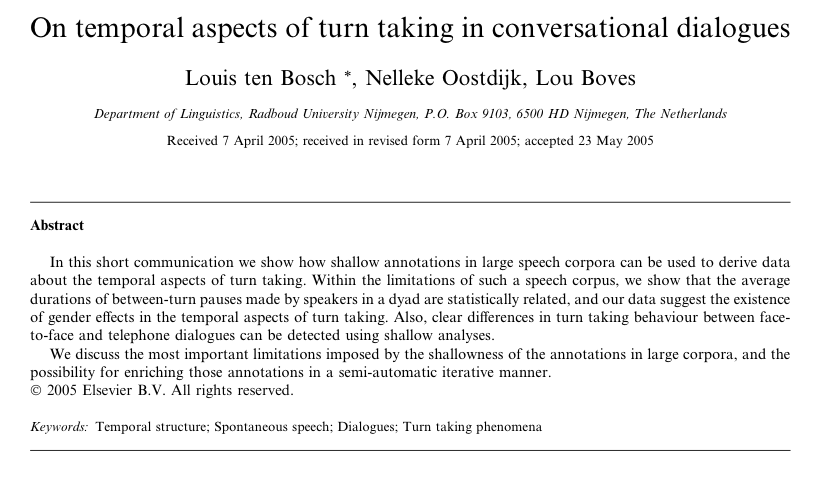 On temporal aspects of turn taking in conversational dialogues
Louis ten Bosch *, Nelleke Oostdijk, Lou Boves
Department of Linguistics, Radboud University Nijmegen, P.O. Box 9103, 6500 HD Nijmegen, The Netherlands
Received 7 April 2005; received in revised form 7 April 2005; accepted 23 May 2005
Abstract
In this short communication we show how shallow annotations in large speech corpora can be used to derive data
about the temporal aspects of turn taking. Within the limitations of such a speech corpus, we show that the average
durations of between-turn pauses made by speakers in a dyad are statistically related, and our data suggest the existence
of gender effects in the temporal aspects of turn taking. Also, clear differences in turn taking behaviour between face-
to-face and telephone dialogues can be detected using shallow analyses.
We discuss the most important limitations imposed by the shallowness of the annotations in large corpora, and the
possibility for enriching those annotations in a semi-automatic iterative manner.
© 2005 Elsevier B.V. All rights reserved.
Keywords: Temporal structure; Spontaneous speech; Dialogues; Turn taking phenomena